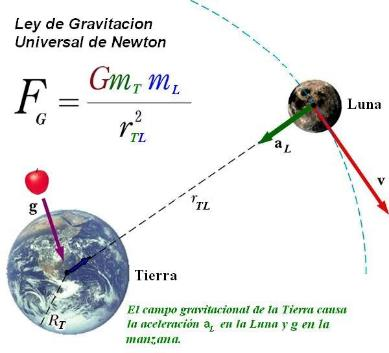 Ley de Gravitacion
Universal de Newton
F_G = Gm_T m_L / r_TL^2
Luna
a_L
v
g
r_TL
Tierra
R_T
El campo gravitacional de la Tierra causa
la aceleración a_L en la Luna y g en la
manzana.